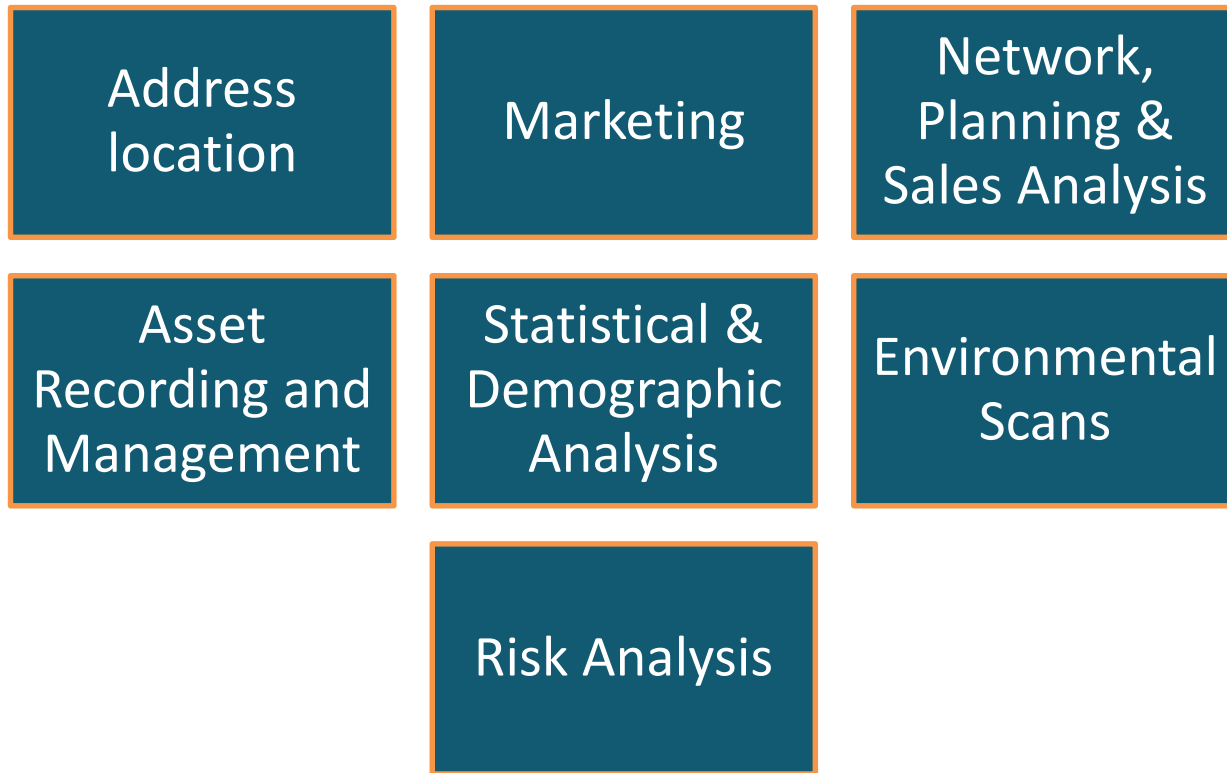 Address
location
Marketing
Network,
Planning &
Sales Analysis
Asset
Recording and
Management
Statistical &
Demographic
Analysis
Environmental
Scans
Risk Analysis